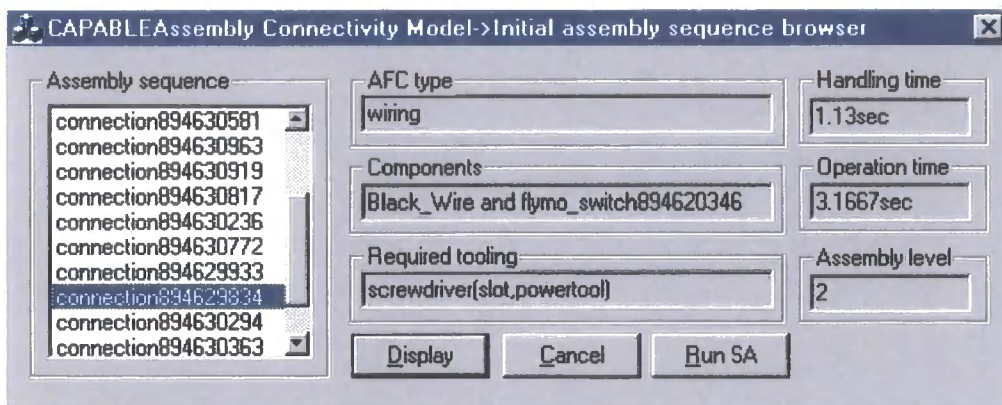 CAPABLEAssembly Connectivity Model->Initial assembly sequence browser
Assembly sequence
connection894630581
connection894630963
connection894630919
connection894630817
connection894630236
connection894630772
connection894629933
connection894629834
connection894630294
connection894630363
AFC type
wiring
Components
Black_Wire and flymo_switch894620346
Required tooling
screwdriver(slot,powertool)
Handling time
1.13sec
Operation time
3.1667sec
Assembly level
2
Display
Cancel
Run SA